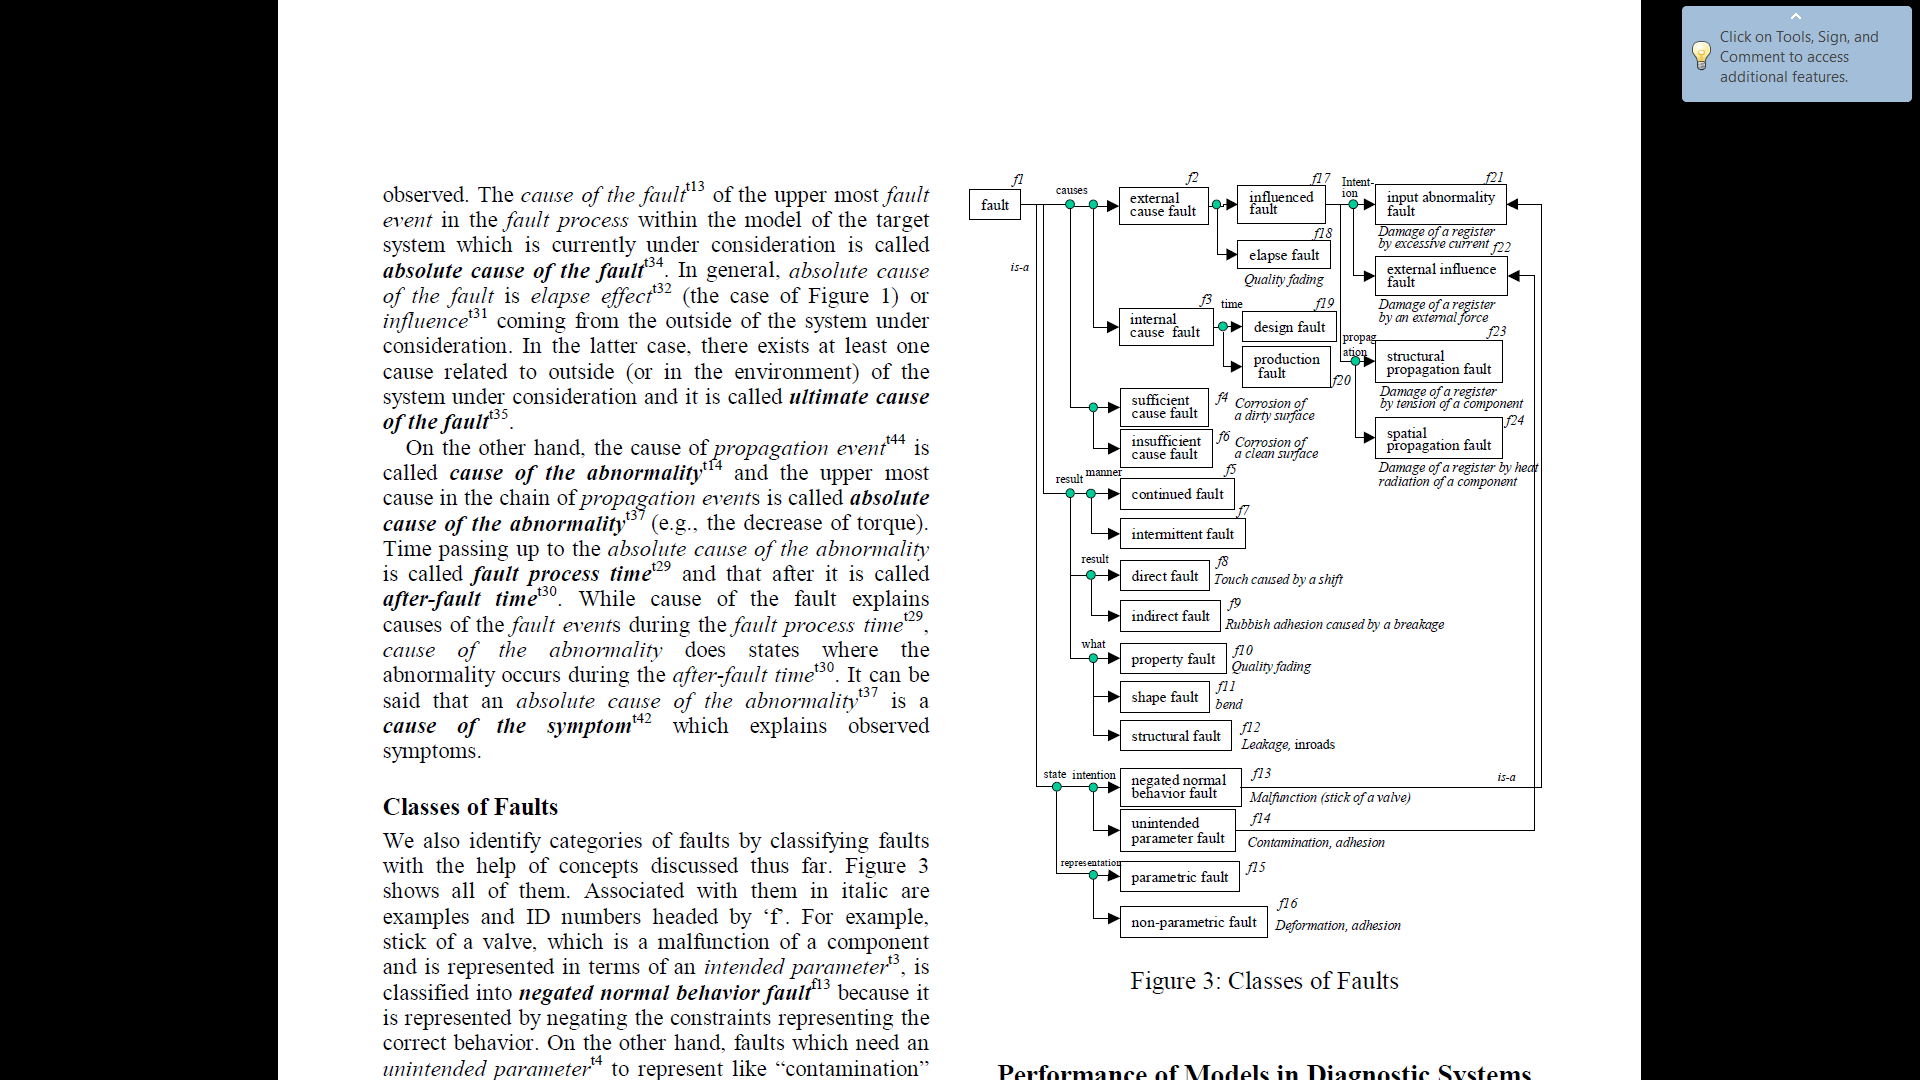 Click on Tools, Sign, and
Comment to access
additional features.
observed. The cause of the fault^t13 of the upper most fault
event in the fault process within the model of the target
system which is currently under consideration is called
absolute cause of the fault^t34. In general, absolute cause
of the fault is elapse effect^t32 (the case of Figure 1) or
influence^t31 coming from the outside of the system under
consideration. In the latter case, there exists at least one
cause related to outside (or in the environment) of the
system under consideration and it is called ultimate cause
of the fault^t35.
On the other hand, the cause of propagation event^t44 is
called cause of the abnormality^t14 and the upper most
cause in the chain of propagation events is called absolute
cause of the abnormality^t37 (e.g., the decrease of torque).
Time passing up to the absolute cause of the abnormality
is called fault process time^t29 and that after it is called
after-fault time^t30. While cause of the fault explains
causes of the fault events during the fault process time^t29,
cause of the abnormality does states where the
abnormality occurs during the after-fault time^t30. It can be
said that an absolute cause of the abnormality^t37 is a
cause of the symptom^t42 which explains observed
symptoms.
Classes of Faults
We also identify categories of faults by classifying faults
with the help of concepts discussed thus far. Figure 3
shows all of them. Associated with them in italic are
examples and ID numbers headed by ‘f’. For example,
stick of a valve, which is a malfunction of a component
and is represented in terms of an intended parameter^t3, is
classified into negated normal behavior fault^f13 because it
is represented by negating the constraints representing the
correct behavior. On the other hand, faults which need an
unintended parameter^t4 to represent like “contamination”
f1
fault
is-a
causes
f2
external
cause fault
f17
influenced
fault
f18
elapse fault
Quality fading
f3
internal
cause fault
time
f19
design fault
production
fault
f20
Intent-
ion
f21
input abnormality
fault
Damage of a register
by excessive current
f22
external influence
fault
Damage of a register
by an external force
propag
ation
f23
structural
propagation fault
Damage of a register
by tension of a component
f24
spatial
propagation fault
Damage of a register by heat
radiation of a component
sufficient
cause fault
f4
Corrosion of
a dirty surface
insufficient
cause fault
f6
Corrosion of
a clean surface
result
manner
f5
continued fault
f7
intermittent fault
result
f8
direct fault
Touch caused by a shift
f9
indirect fault
Rubbish adhesion caused by a breakage
what
f10
property fault
Quality fading
f11
shape fault
bend
f12
structural fault
Leakage, inroads
state
intention
negated normal
behavior fault
f13
Malfunction (stick of a valve)
is-a
unintended
parameter fault
f14
Contamination, adhesion
representation
parametric fault
f15
non-parametric fault
f16
Deformation, adhesion
Figure 3: Classes of Faults
Performance of Models in Diagnostic Systems